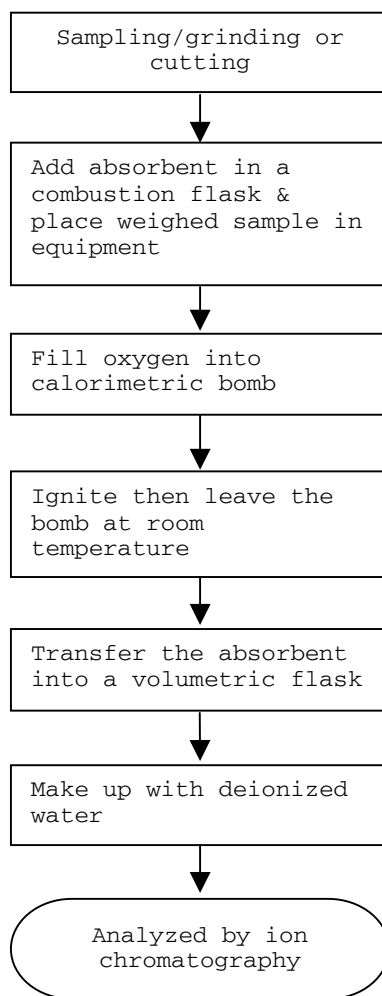 Sampling/grinding or
cutting
Add absorbent in a
combustion flask &
place weighed sample in
equipment
Fill oxygen into
calorimetric bomb
Ignite then leave the
bomb at room
temperature
Transfer the absorbent
into a volumetric flask
Make up with deionized
water
Analyzed by ion
chromatography